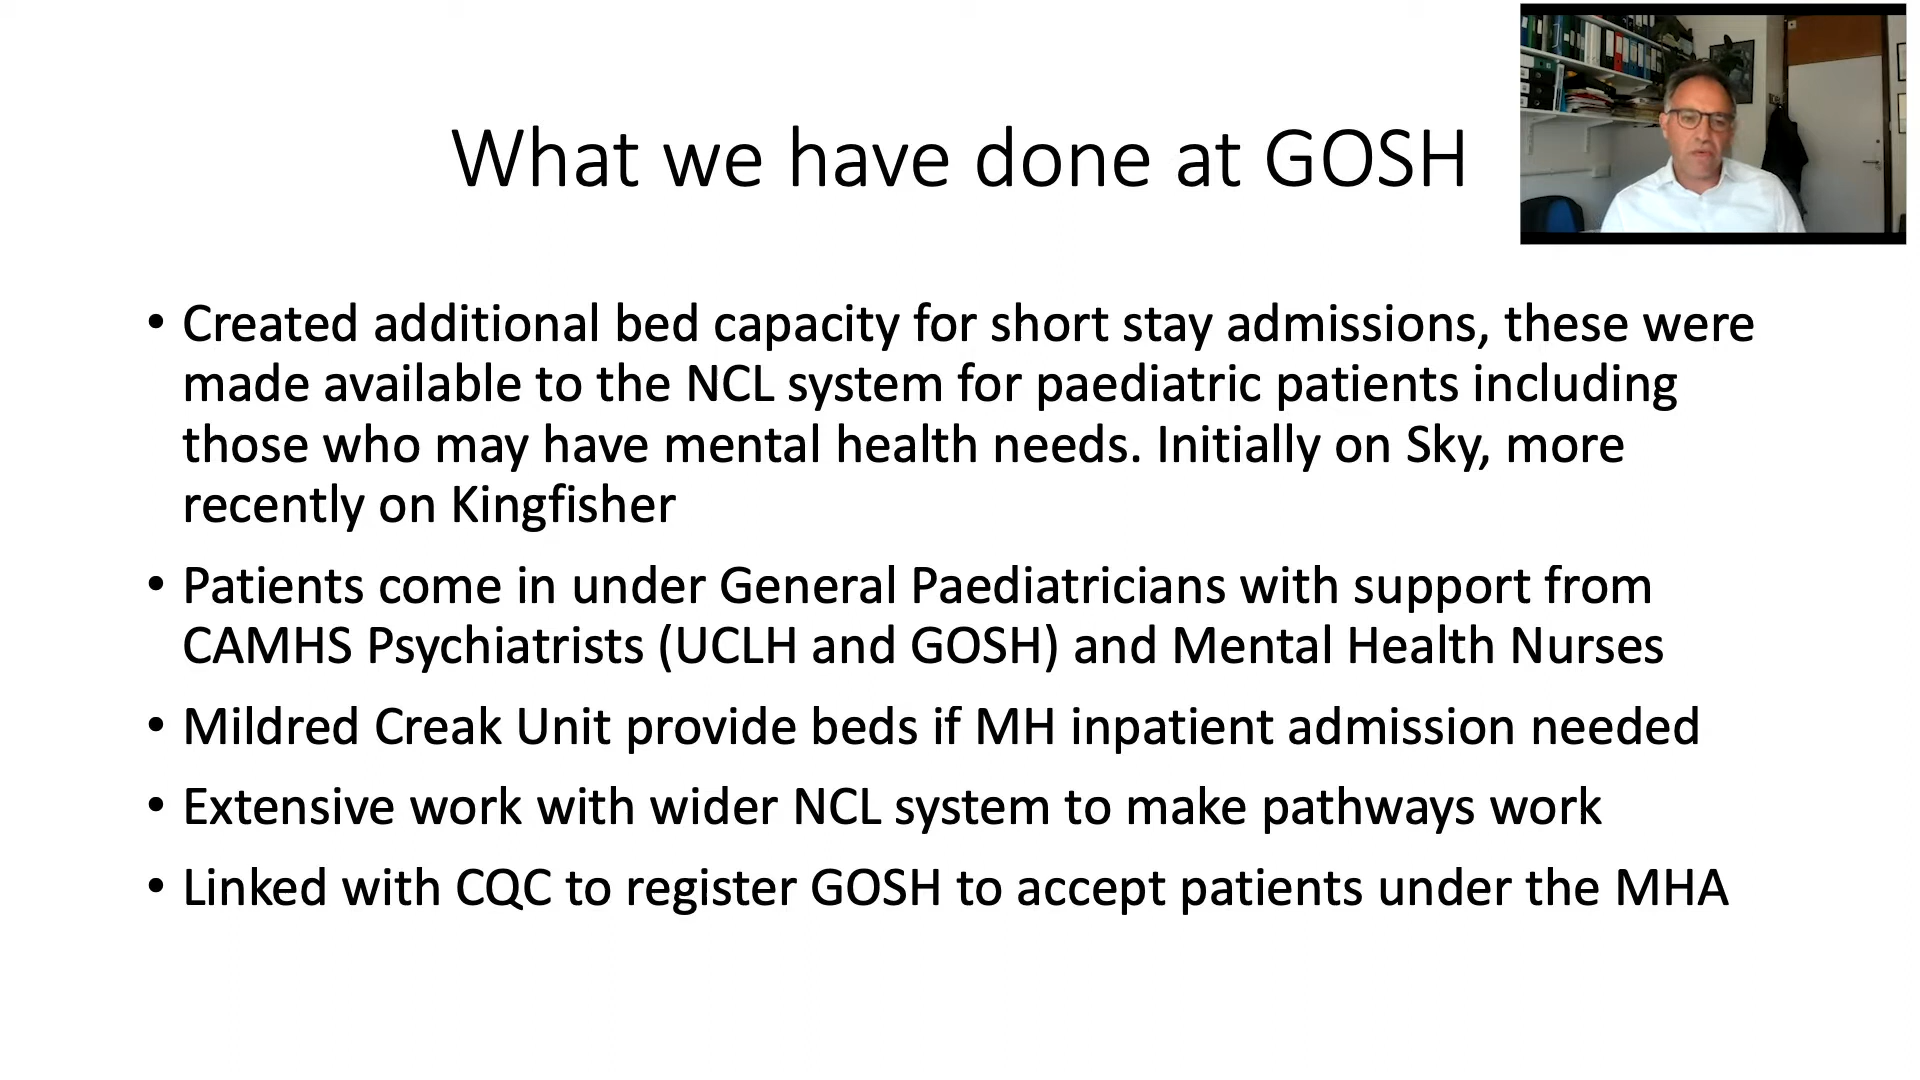 What we have done at GOSH
• Created additional bed capacity for short stay admissions, these were
made available to the NCL system for paediatric patients including
those who may have mental health needs. Initially on Sky, more
recently on Kingfisher
• Patients come in under General Paediatricians with support from
CAMHS Psychiatrists (UCLH and GOSH) and Mental Health Nurses
• Mildred Creak Unit provide beds if MH inpatient admission needed
• Extensive work with wider NCL system to make pathways work
• Linked with CQC to register GOSH to accept patients under the MHA